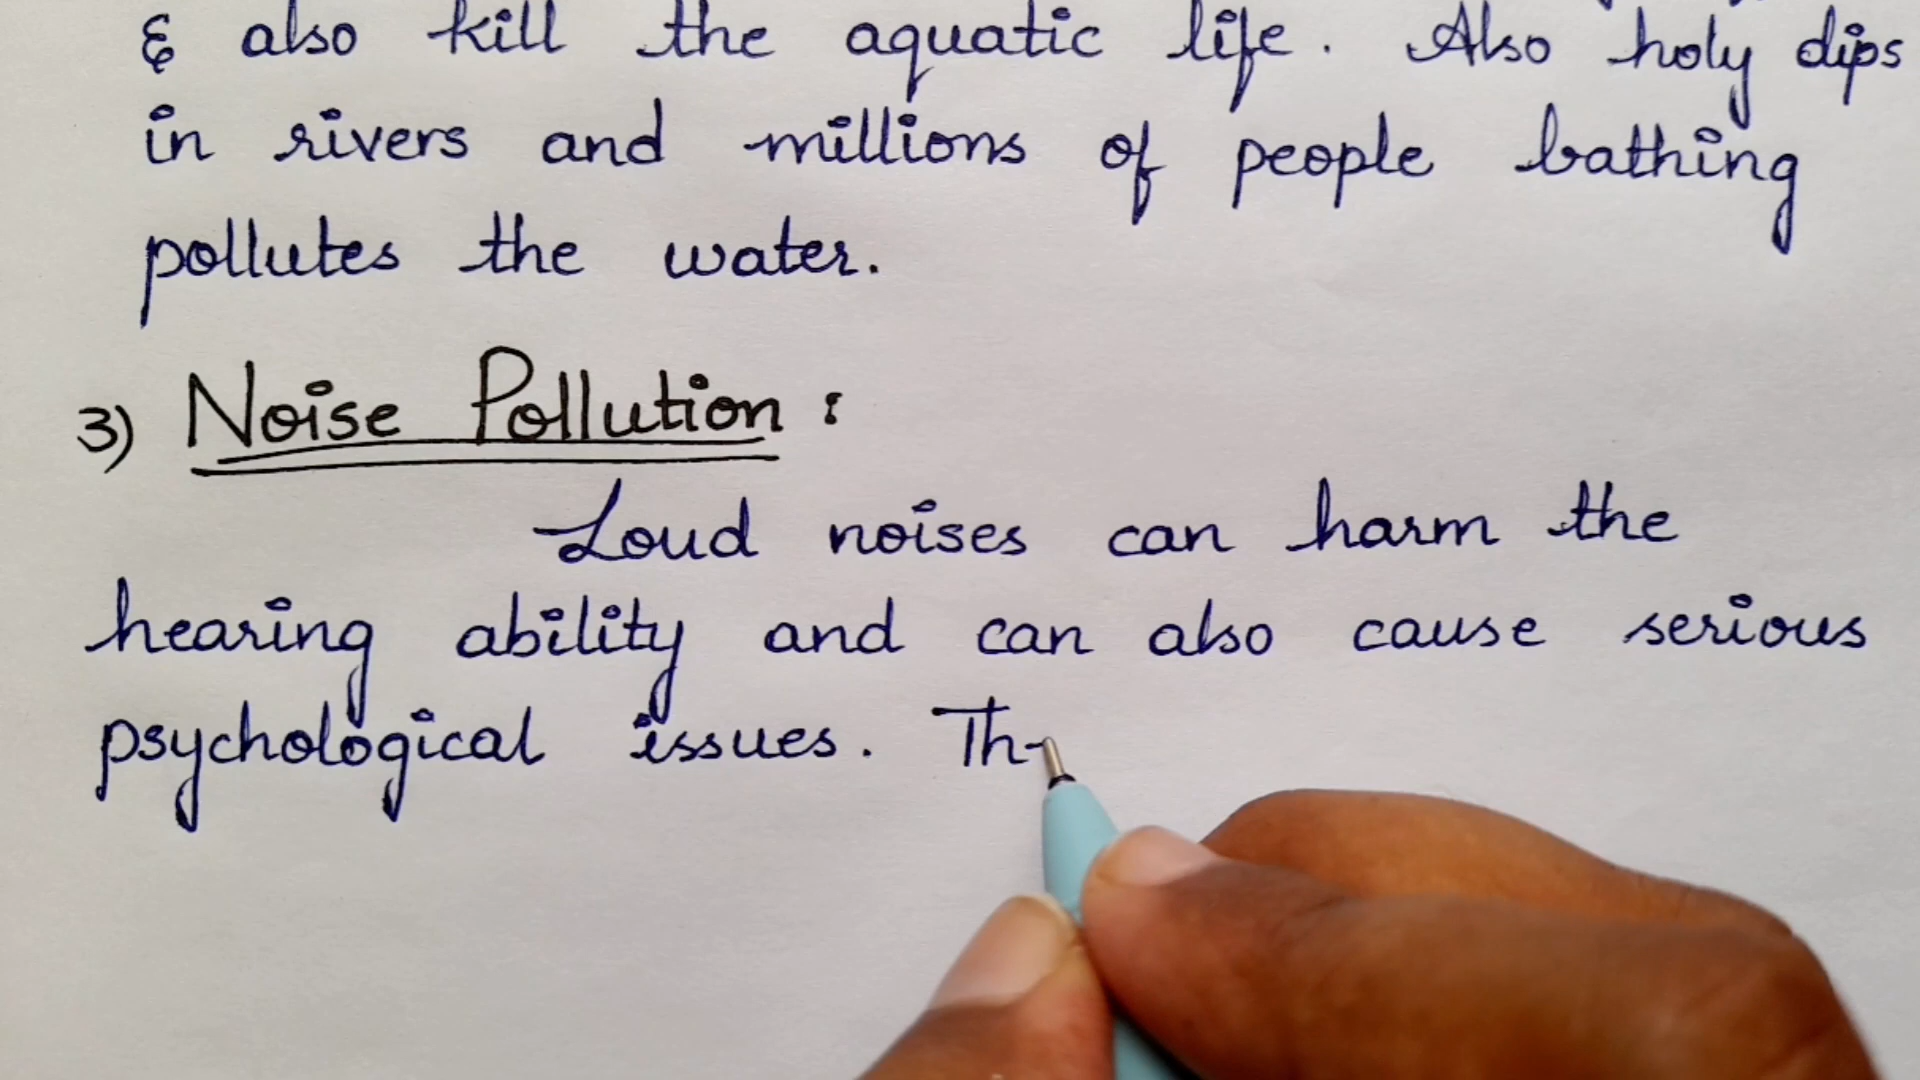 & also kill the aquatic life. Also holy dips
in rivers and millions of people bathing
pollutes the water.
3) Noise Pollution :
Loud noises can harm the
hearing ability and can also cause serious
psychological issues. Th